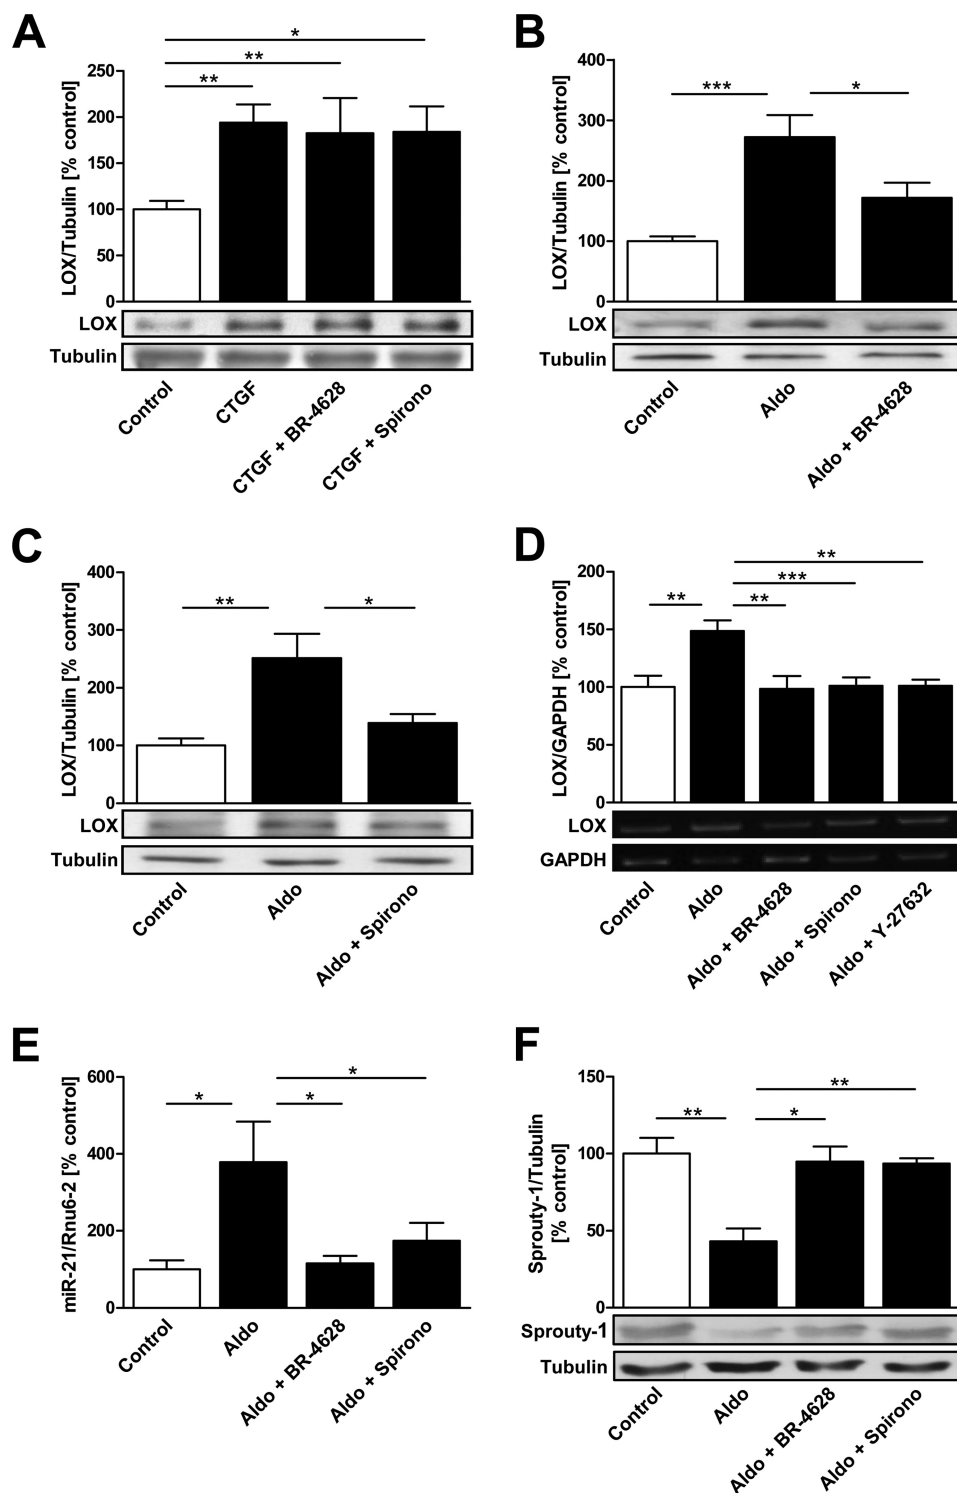 A
LOX/Tubulin [% control]
250
200
150
100
50
0
*
**
**
LOX
Tubulin
Control
CTGF
CTGF + BR-4628
CTGF + Spirono
B
LOX/Tubulin [% control]
400
300
200
100
0
***
*
LOX
Tubulin
Control
Aldo
Aldo + BR-4628
C
LOX/Tubulin [% control]
400
300
200
100
0
**
*
LOX
Tubulin
Control
Aldo
Aldo + Spirono
D
LOX/GAPDH [% control]
200
150
100
50
0
**
***
**
**
LOX
GAPDH
Control
Aldo
Aldo + BR-4628
Aldo + Spirono
Aldo + Y-27632
E
miR-21/Rnu6-2 [% control]
600
400
200
0
*
*
*
Control
Aldo
Aldo + BR-4628
Aldo + Spirono
F
Sprouty-1/Tubulin
[% control]
150
100
50
0
**
**
*
Sprouty-1
Tubulin
Control
Aldo
Aldo + BR-4628
Aldo + Spirono